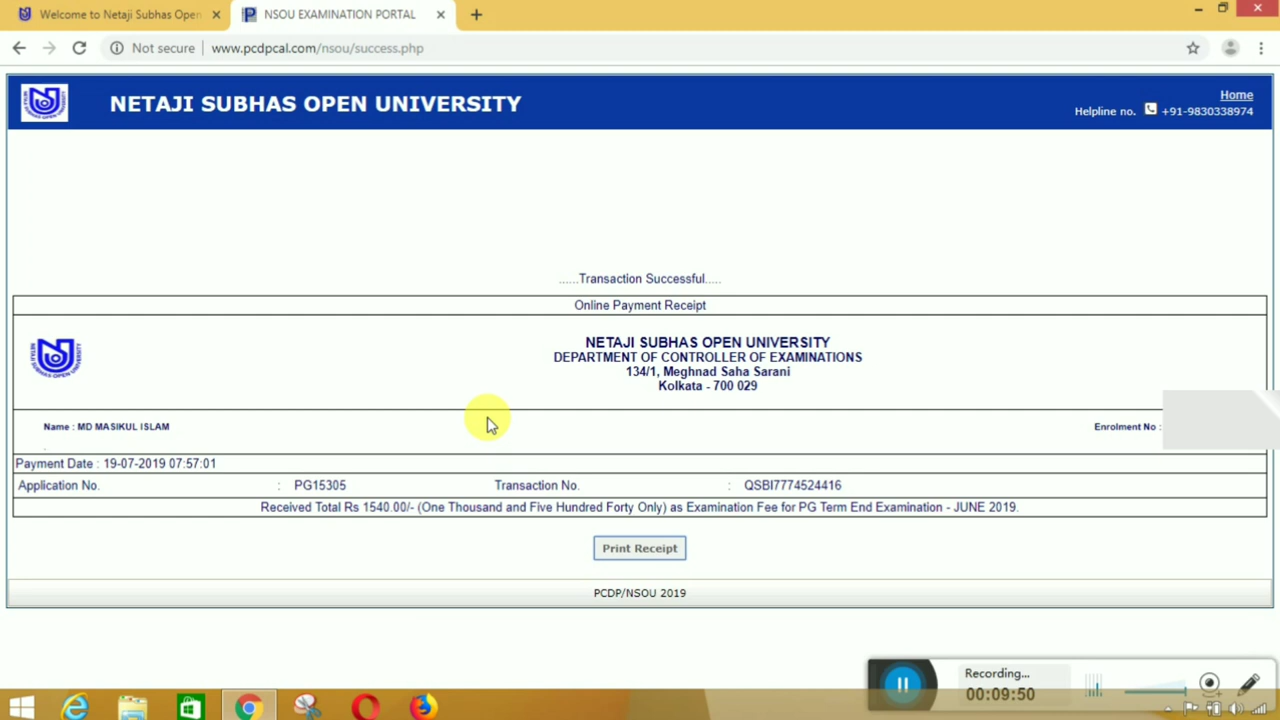 Welcome to Netaji Subhas Open
NSOU EXAMINATION PORTAL
Not secure
www.pcdpcal.com/nsou/success.php
NETAJI SUBHAS OPEN UNIVERSITY
Home
Helpline no. +91-9830338974
......Transaction Successful.....
Online Payment Receipt
NETAJI SUBHAS OPEN UNIVERSITY
DEPARTMENT OF CONTROLLER OF EXAMINATIONS
134/1, Meghnad Saha Sarani
Kolkata - 700 029
Name : MD MASIKUL ISLAM
Enrolment No :
Payment Date : 19-07-2019 07:57:01
Application No. : PG15305 Transaction No. : QSBI7774524416
Received Total Rs 1540.00/- (One Thousand and Five Hundred Forty Only) as Examination Fee for PG Term End Examination - JUNE 2019.
Print Receipt
PCDP/NSOU 2019
Recording...
00:09:50